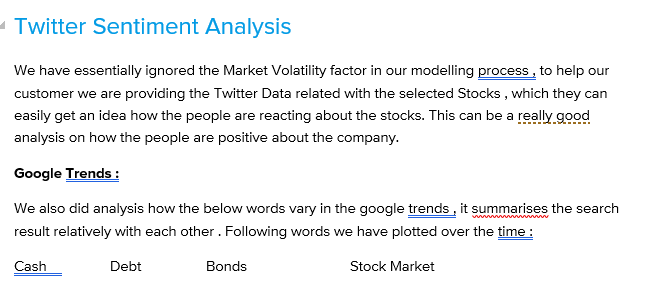 Twitter Sentiment Analysis
We have essentially ignored the Market Volatility factor in our modelling process , to help our
customer we are providing the Twitter Data related with the selected Stocks , which they can
easily get an idea how the people are reacting about the stocks. This can be a really good
analysis on how the people are positive about the company.
Google Trends :
We also did analysis how the below words vary in the google trends , it summarises the search
result relatively with each other . Following words we have plotted over the time :
Cash Debt Bonds Stock Market